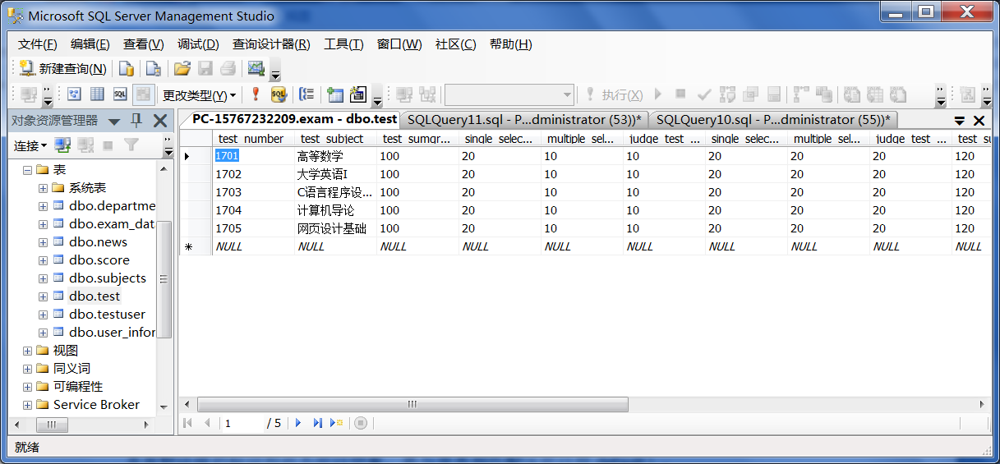 Microsoft SQL Server Management Studio
文件(F) 编辑(E) 查看(V) 调试(D) 查询设计器(R) 工具(T) 窗口(W) 社区(C) 帮助(H)
新建查询(N)
更改类型(Y) 执行(X)
对象资源管理器
连接
表
系统表
dbo.departme
dbo.exam_dat
dbo.news
dbo.score
dbo.subjects
dbo.test
dbo.testuser
dbo.user_infor
视图
同义词
可编程性
Service Broker
PC-15767232209.exam - dbo.test SQLQuery11.sql - P...dministrator (53))* SQLQuery10.sql - P...dministrator (55))*
test_number test_subject test_sumgr... single_selec... multiple_sel... judge_test_... single_selec... multiple_sel... judge_test_... test_su
1701 高等数学 100 20 10 10 20 20 20 120
1702 大学英语I 100 20 10 10 20 20 20 120
1703 C语言程序设... 100 20 10 10 20 20 20 120
1704 计算机导论 100 20 10 10 20 20 20 120
1705 网页设计基础 100 20 10 10 20 20 20 120
NULL NULL NULL NULL NULL NULL NULL NULL NULL NULL
1 / 5
就绪